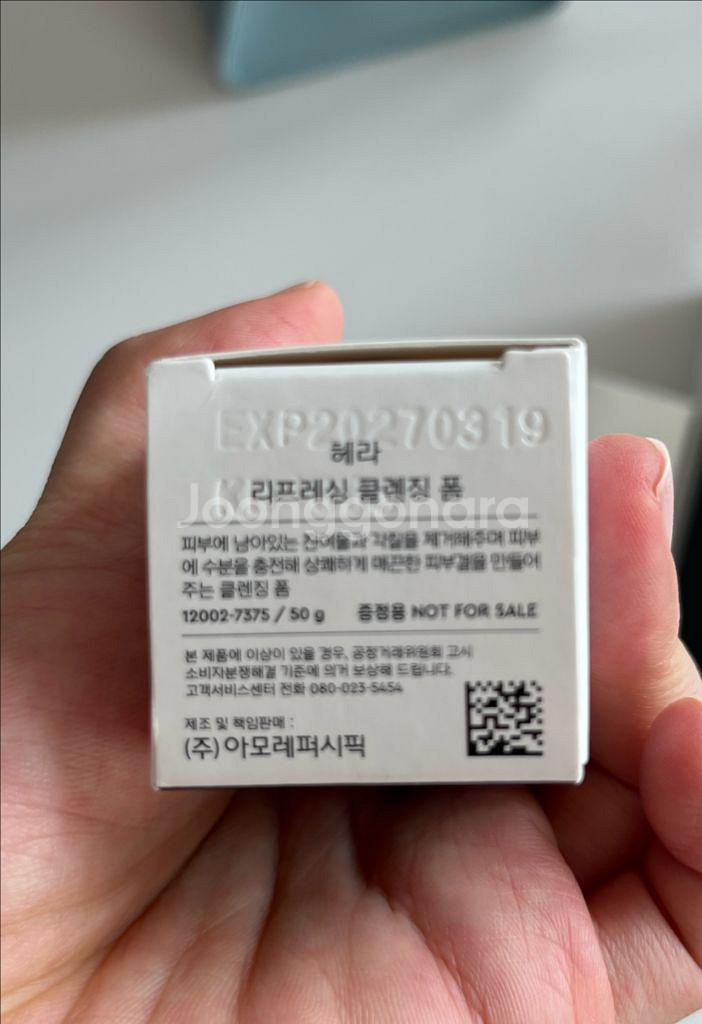 EXP20270319
헤라
리프레싱 클렌징 폼
Joonggonara
피부에 남아있는 잔여물과 각질을 제거해주며 피부
에 수분을 충전해 상쾌하게 매끈한 피부결을 만들어
주는 클렌징 폼
12002-7375 / 50 g 증정용 NOT FOR SALE
본 제품에 이상이 있을 경우, 공정거래위원회 고시
소비자분쟁해결 기준에 의거 보상해 드립니다.
고객서비스센터 전화 080-023-5454
제조 및 책임판매 :
(주)아모레퍼시픽